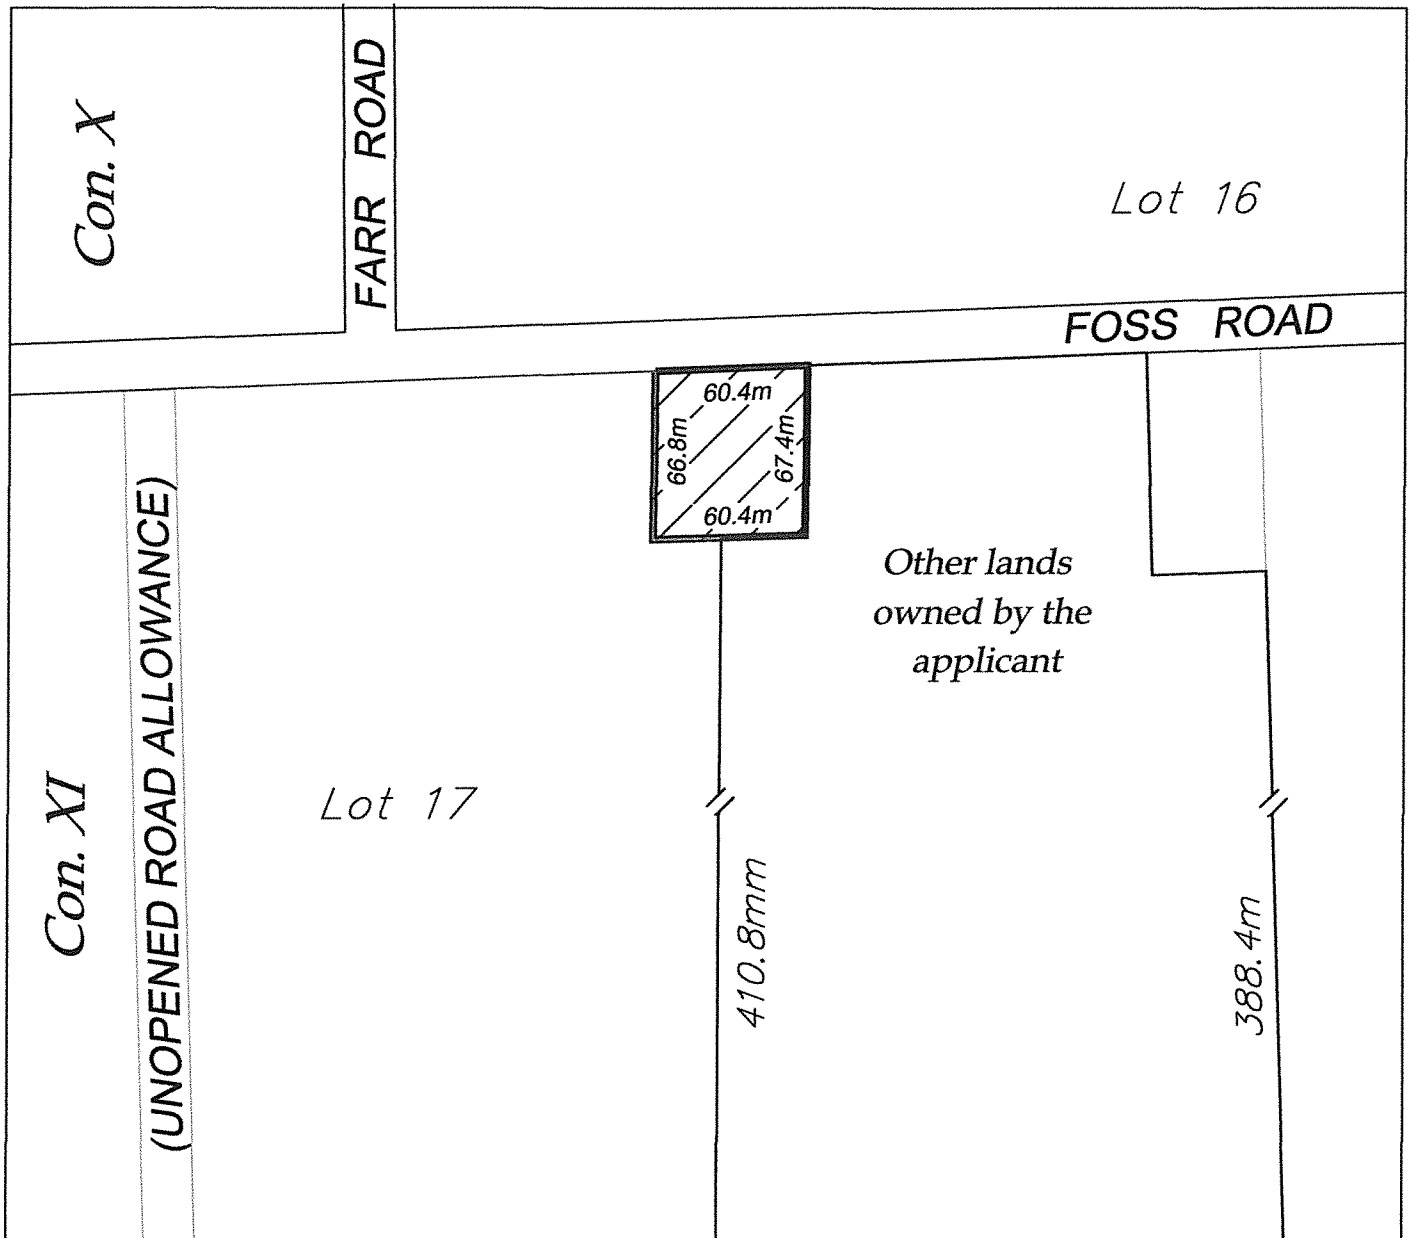 Con. X
FARR ROAD
Lot 16
FOSS ROAD
60.4m
66.8m
67.4m
60.4m
Other lands
owned by the
applicant
(UNOPENED ROAD ALLOWANCE)
Lot 17
Con. XI
410.8mm
388.4m